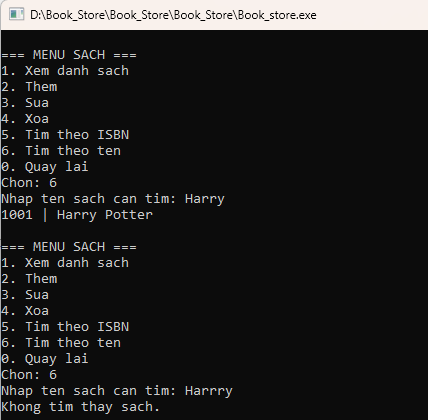 D:\Book_Store\Book_Store\Book_Store\Book_store.exe
=== MENU SACH ===
1. Xem danh sach
2. Them
3. Sua
4. Xoa
5. Tim theo ISBN
6. Tim theo ten
0. Quay lai
Chon: 6
Nhap ten sach can tim: Harry
1001 | Harry Potter
=== MENU SACH ===
1. Xem danh sach
2. Them
3. Sua
4. Xoa
5. Tim theo ISBN
6. Tim theo ten
0. Quay lai
Chon: 6
Nhap ten sach can tim: Harrry
Khong tim thay sach.